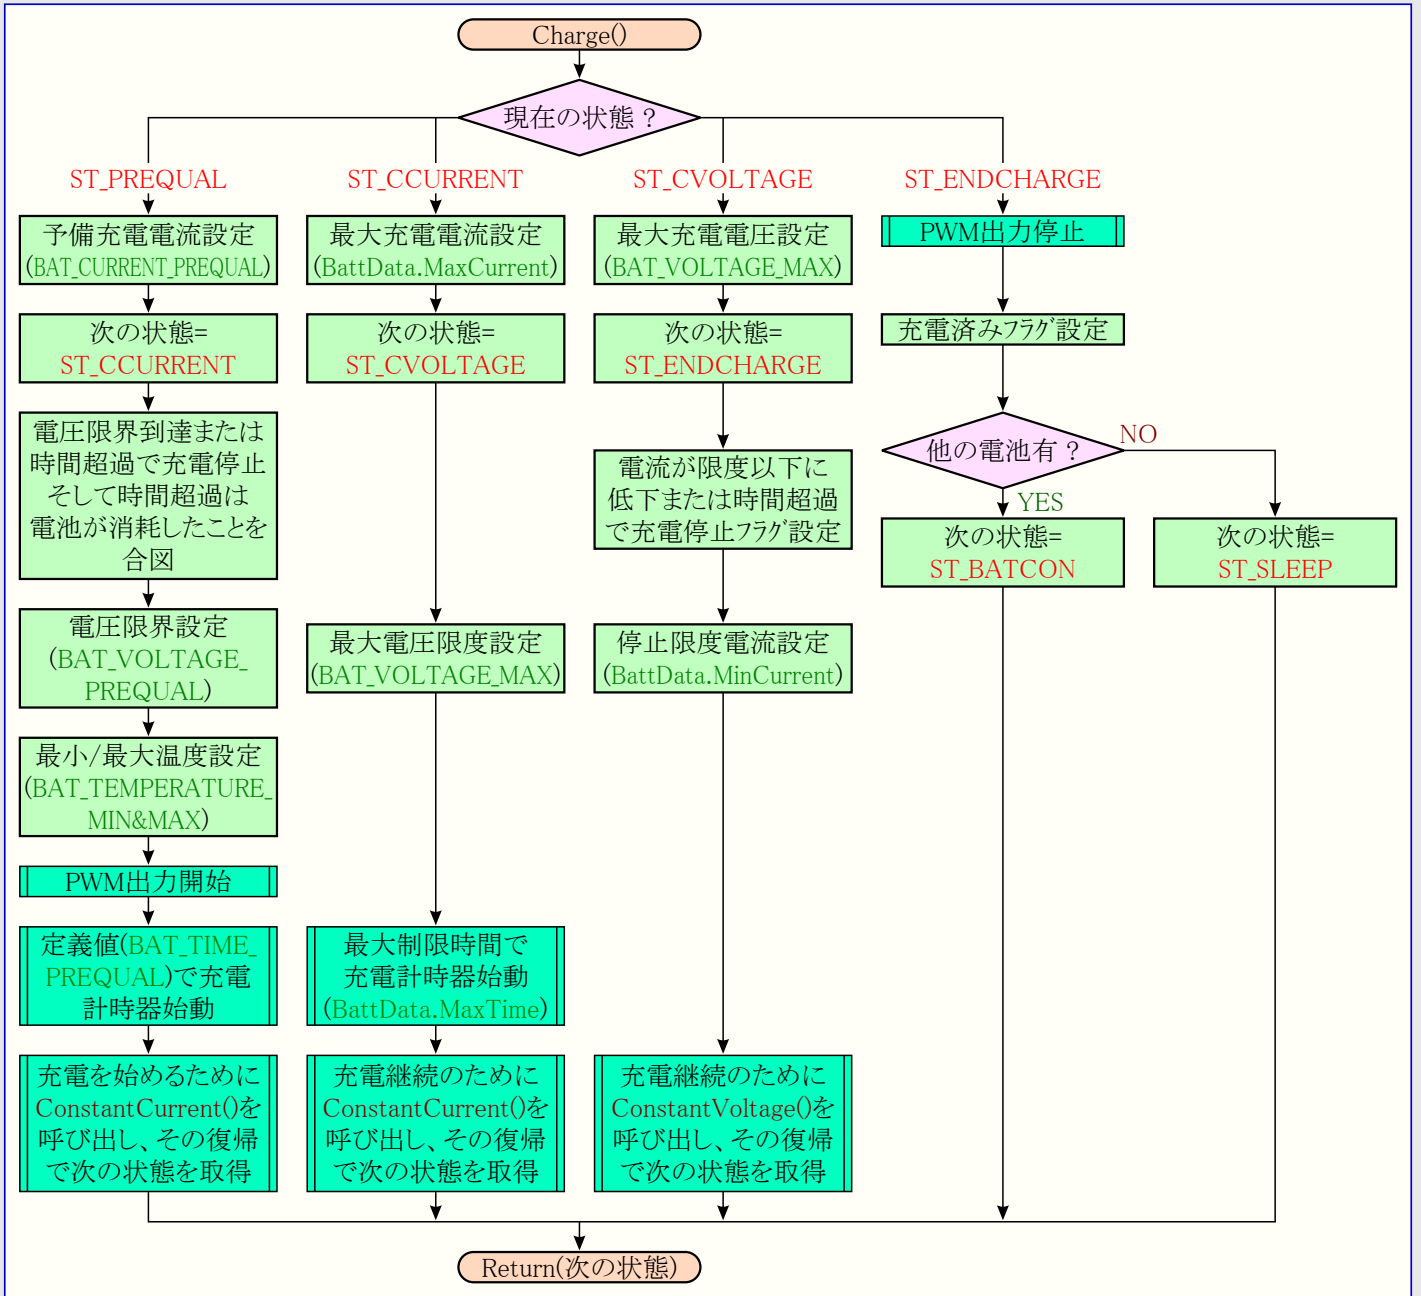 Charge()
現在の状態？
ST_PREQUAL
予備充電電流設定
(BAT_CURRENT_PREQUAL)
次の状態=
ST_CCURRENT
電圧限界到達または
時間超過で充電停止
そして時間超過は
電池が消耗したことを
合図
電圧限界設定
(BAT_VOLTAGE_
PREQUAL)
最小/最大温度設定
(BAT_TEMPERATURE_
MIN&MAX)
PWM出力開始
定義値(BAT_TIME_
PREQUAL)で充電
計時器始動
充電を始めるために
ConstantCurrent()を
呼び出し、その復帰
で次の状態を取得
ST_CCURRENT
最大充電電流設定
(BattData.MaxCurrent)
次の状態=
ST_CVOLTAGE
最大電圧限度設定
(BAT_VOLTAGE_MAX)
最大制限時間で
充電計時器始動
(BattData.MaxTime)
充電継続のために
ConstantCurrent()を
呼び出し、その復帰
で次の状態を取得
ST_CVOLTAGE
最大充電電圧設定
(BAT_VOLTAGE_MAX)
次の状態=
ST_ENDCHARGE
電流が限度以下に
低下または時間超過
で充電停止フラグ設定
停止限度電流設定
(BattData.MinCurrent)
充電継続のために
ConstantVoltage()を
呼び出し、その復帰
で次の状態を取得
ST_ENDCHARGE
PWM出力停止
充電済みフラグ設定
他の電池有？
NO
YES
次の状態=
ST_BATCON
次の状態=
ST_SLEEP
Return(次の状態)